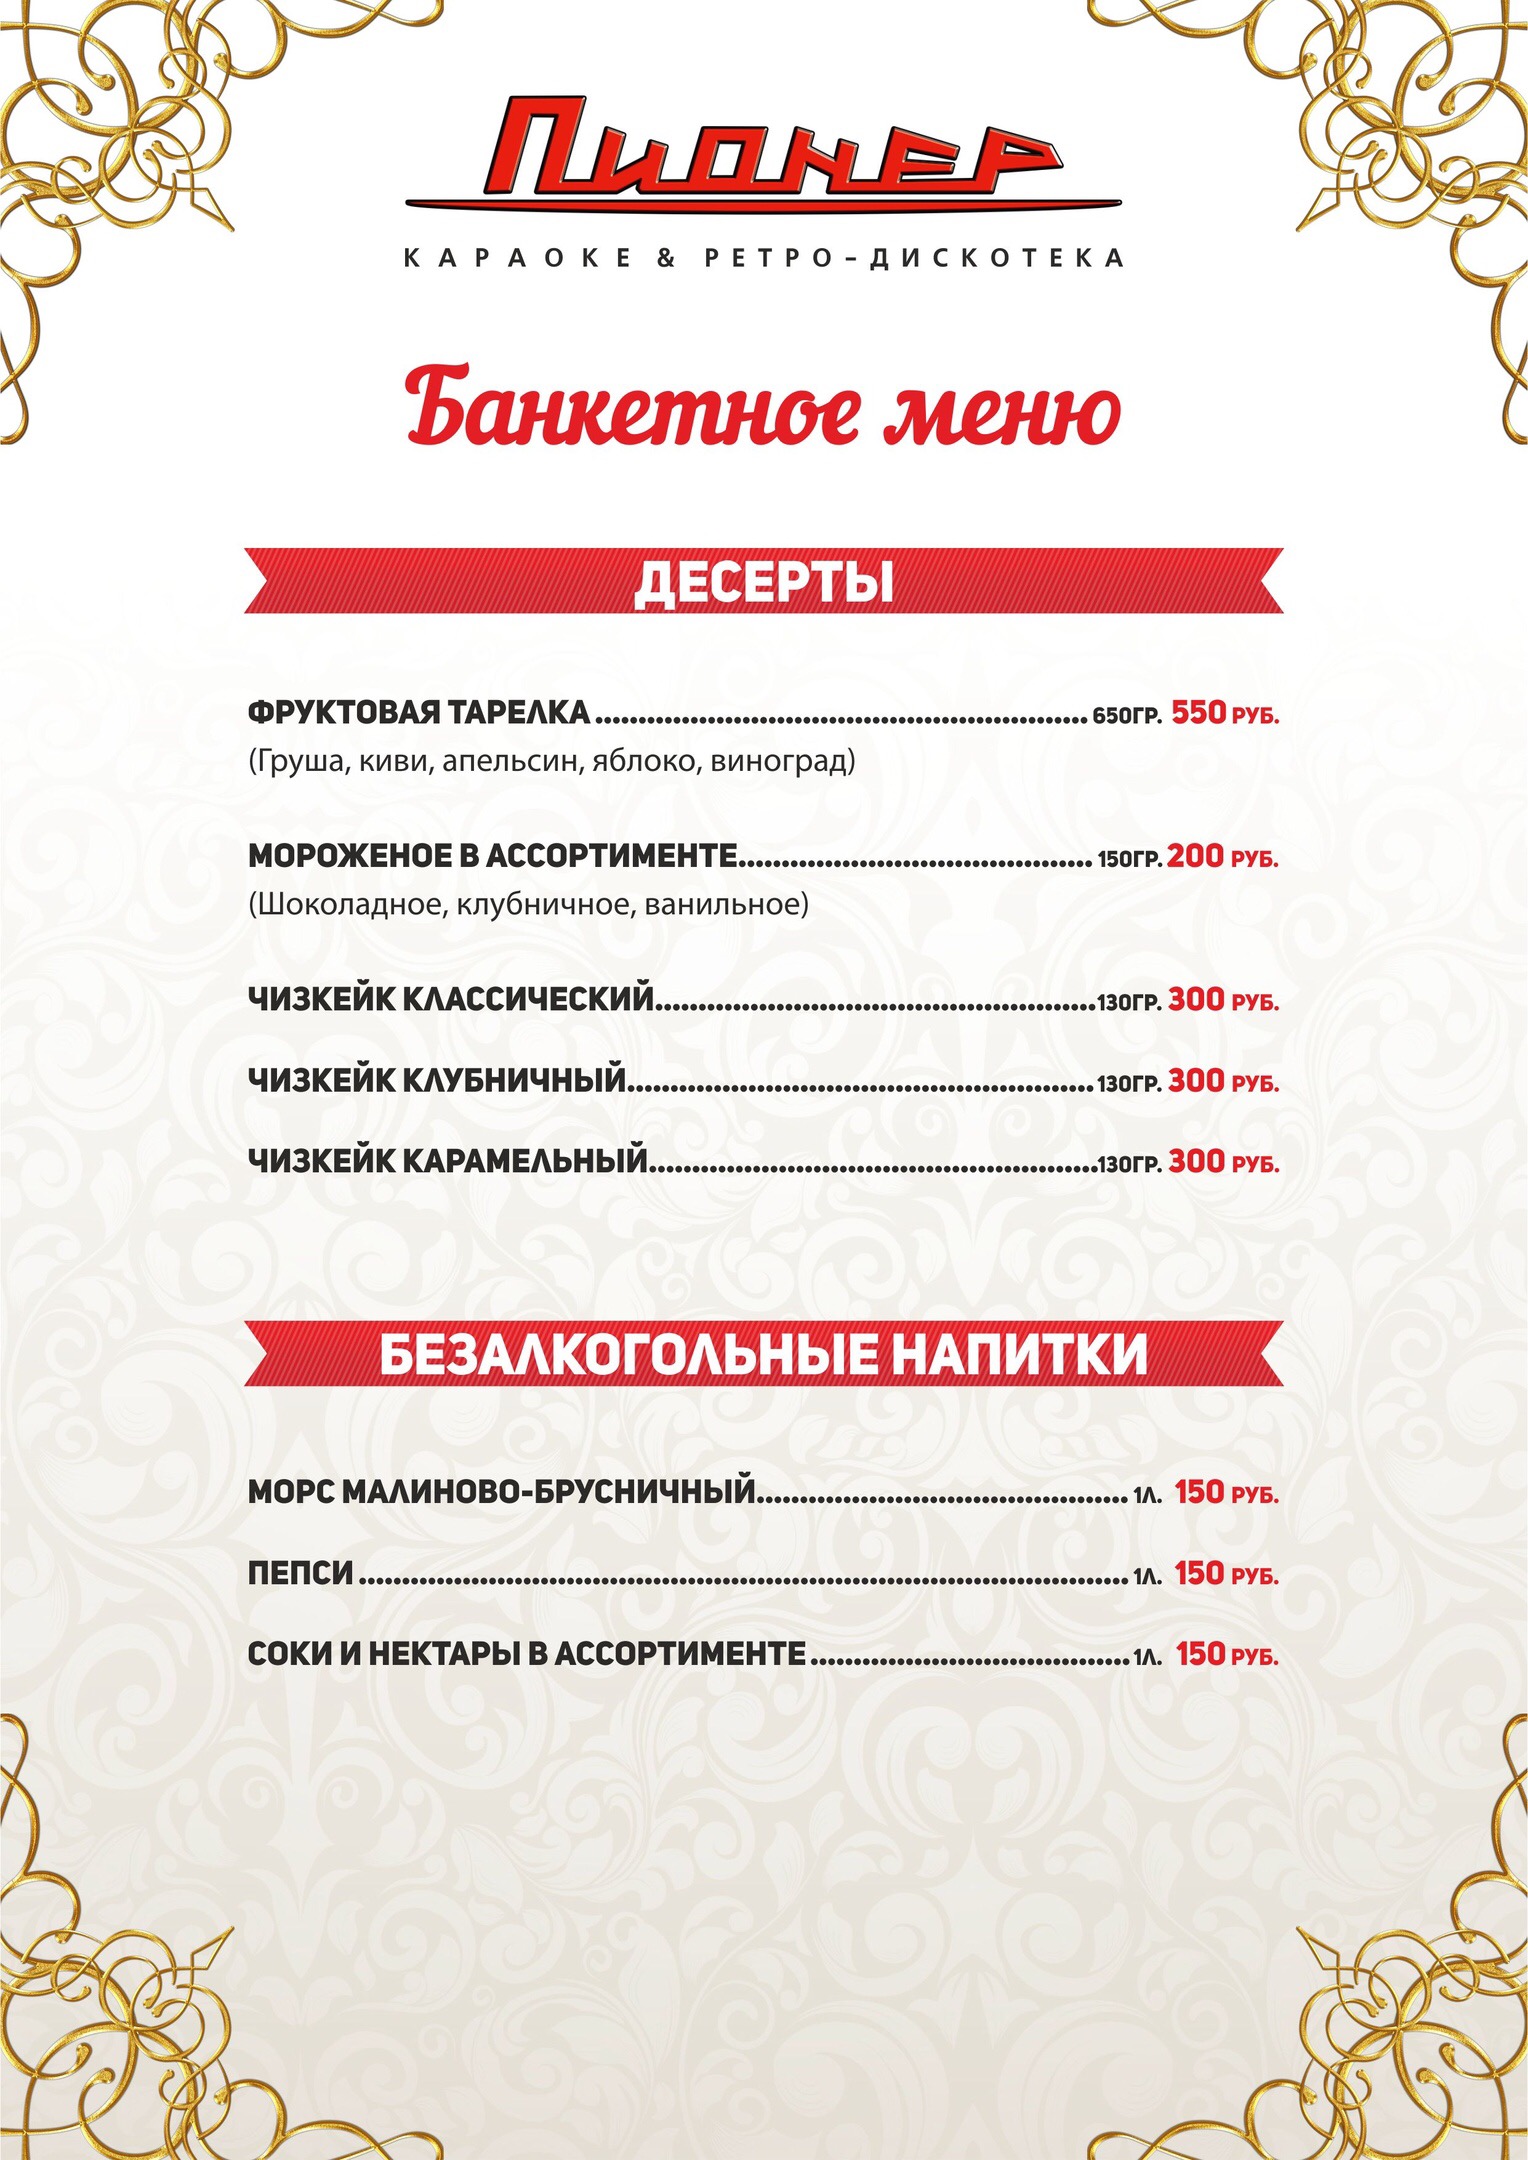 Пионер
КАРАОКЕ & РЕТРО-ДИСКОТЕКА
Банкетное меню
ДЕСЕРТЫ
ФРУКТОВАЯ ТАРЕЛКА ......................................................... 650ГР. 550 РУБ.
(Груша, киви, апельсин, яблоко, виноград)
МОРОЖЕНОЕ В АССОРТИМЕНТЕ......................................... 150ГР. 200 РУБ.
(Шоколадное, клубничное, ванильное)
ЧИЗКЕЙК КЛАССИЧЕСКИЙ...................................................130ГР. 300 РУБ.
ЧИЗКЕЙК КЛУБНИЧНЫЙ...................................................... 130ГР. 300 РУБ.
ЧИЗКЕЙК КАРАМЕЛЬНЫЙ....................................................130ГР. 300 РУБ.
БЕЗАЛКОГОЛЬНЫЕ НАПИТКИ
МОРС МАЛИНОВО-БРУСНИЧНЫЙ........................................... 1Л. 150 РУБ.
ПЕПСИ ......................................................................................... 1Л. 150 РУБ.
СОКИ И НЕКТАРЫ В АССОРТИМЕНТЕ ..................................... 1Л. 150 РУБ.